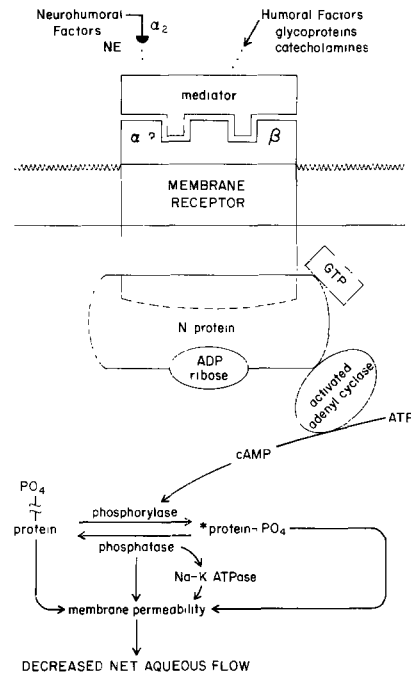 Neurohumoral
Factors
α2
NE
Humoral Factors
glycoproteins
catecholamines
mediator
α ?
β
MEMBRANE
RECEPTOR
GTP
N protein
ADP
ribose
activated
adenyl cyclase
ATP
cAMP
PO4
protein
phosphorylase
*protein-PO4
phosphatase
Na-K ATPase
membrane permeability
DECREASED NET AQUEOUS FLOW